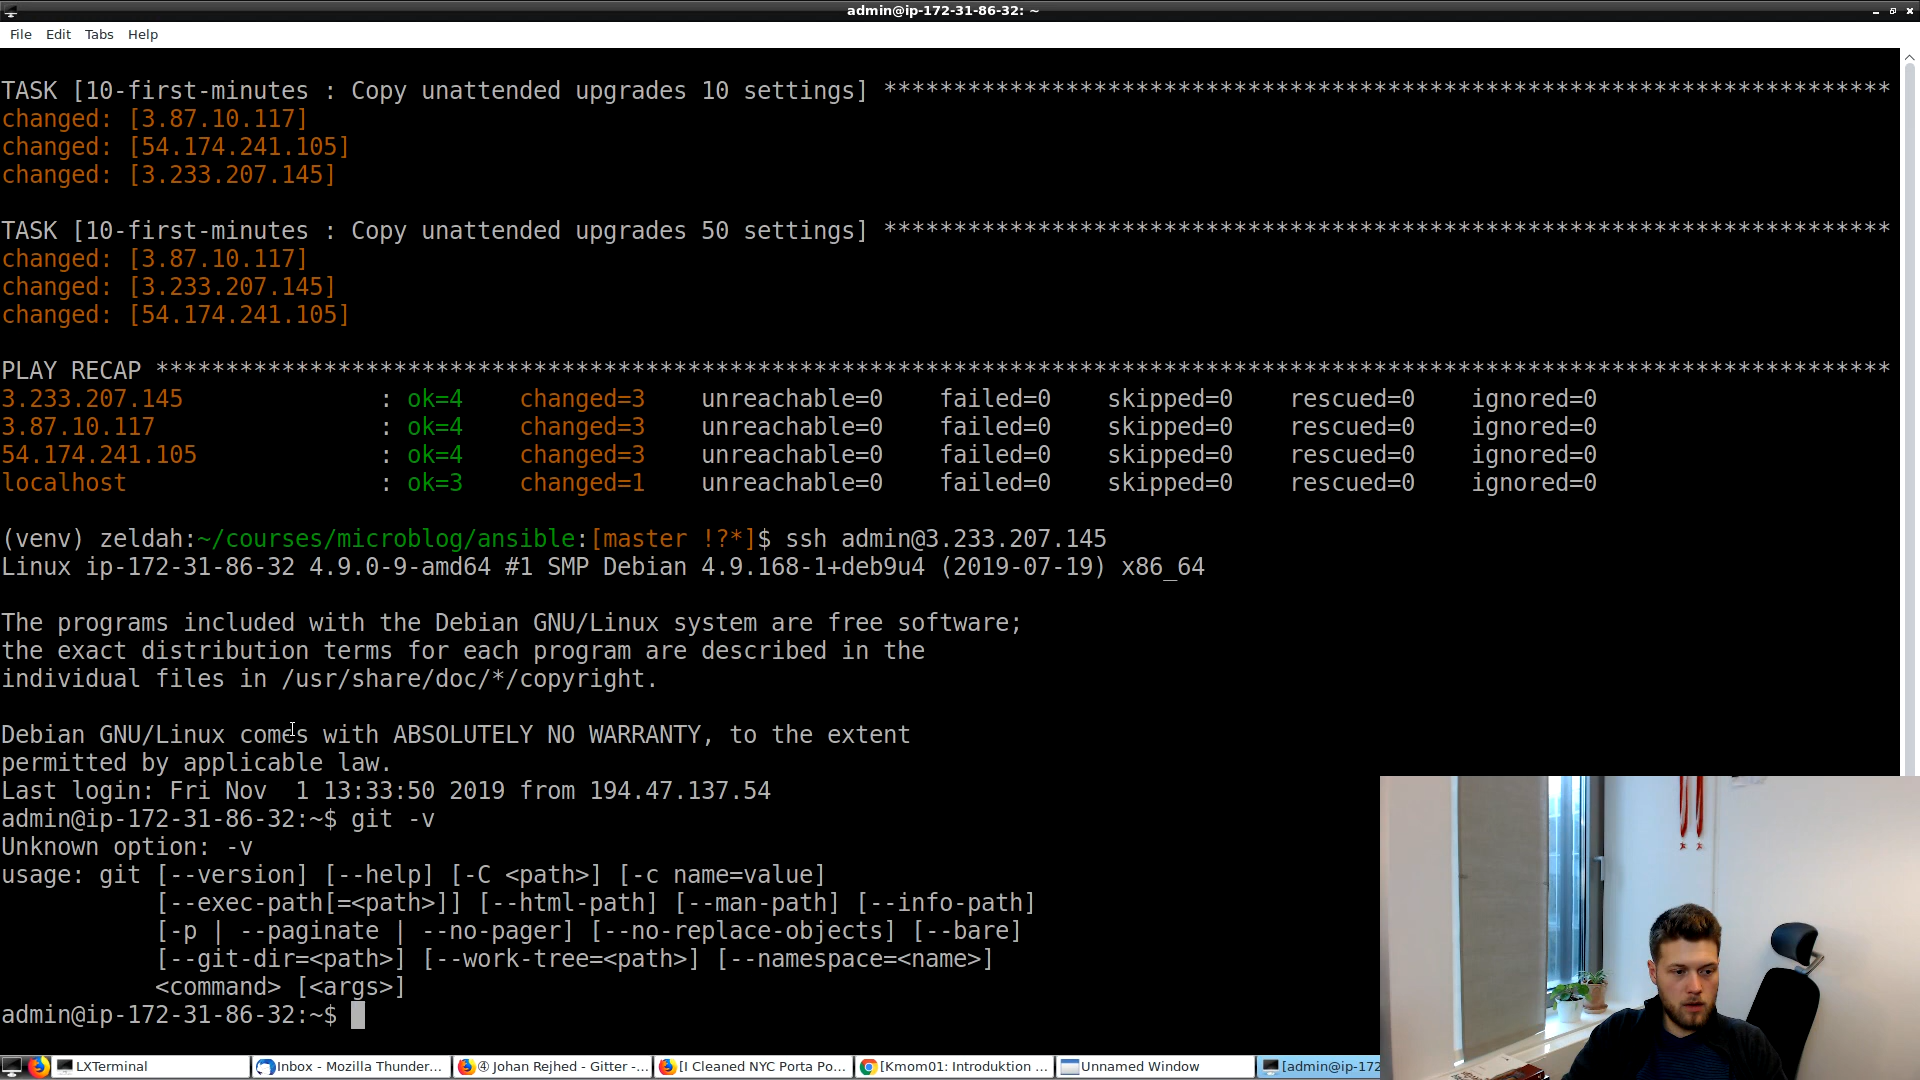 admin@ip-172-31-86-32: ~
File Edit Tabs Help
TASK [10-first-minutes : Copy unattended upgrades 10 settings] ************************************************************************
changed: [3.87.10.117]
changed: [54.174.241.105]
changed: [3.233.207.145]
TASK [10-first-minutes : Copy unattended upgrades 50 settings] ************************************************************************
changed: [3.87.10.117]
changed: [3.233.207.145]
changed: [54.174.241.105]
PLAY RECAP ****************************************************************************************************************************
3.233.207.145 : ok=4 changed=3 unreachable=0 failed=0 skipped=0 rescued=0 ignored=0
3.87.10.117 : ok=4 changed=3 unreachable=0 failed=0 skipped=0 rescued=0 ignored=0
54.174.241.105 : ok=4 changed=3 unreachable=0 failed=0 skipped=0 rescued=0 ignored=0
localhost : ok=3 changed=1 unreachable=0 failed=0 skipped=0 rescued=0 ignored=0
(venv) zeldah:~/courses/microblog/ansible:[master !?*]$ ssh admin@3.233.207.145
Linux ip-172-31-86-32 4.9.0-9-amd64 #1 SMP Debian 4.9.168-1+deb9u4 (2019-07-19) x86_64
The programs included with the Debian GNU/Linux system are free software;
the exact distribution terms for each program are described in the
individual files in /usr/share/doc/*/copyright.
Debian GNU/Linux comes with ABSOLUTELY NO WARRANTY, to the extent
permitted by applicable law.
Last login: Fri Nov  1 13:33:50 2019 from 194.47.137.54
admin@ip-172-31-86-32:~$ git -v
Unknown option: -v
usage: git [--version] [--help] [-C <path>] [-c name=value]
[--exec-path[=<path>]] [--html-path] [--man-path] [--info-path]
[-p | --paginate | --no-pager] [--no-replace-objects] [--bare]
[--git-dir=<path>] [--work-tree=<path>] [--namespace=<name>]
<command> [<args>]
admin@ip-172-31-86-32:~$
LXTerminal Inbox - Mozilla Thunder... ④ Johan Rejhed - Gitter -... [I Cleaned NYC Porta Po... [Kmom01: Introduktion ... Unnamed Window [admin@ip-172